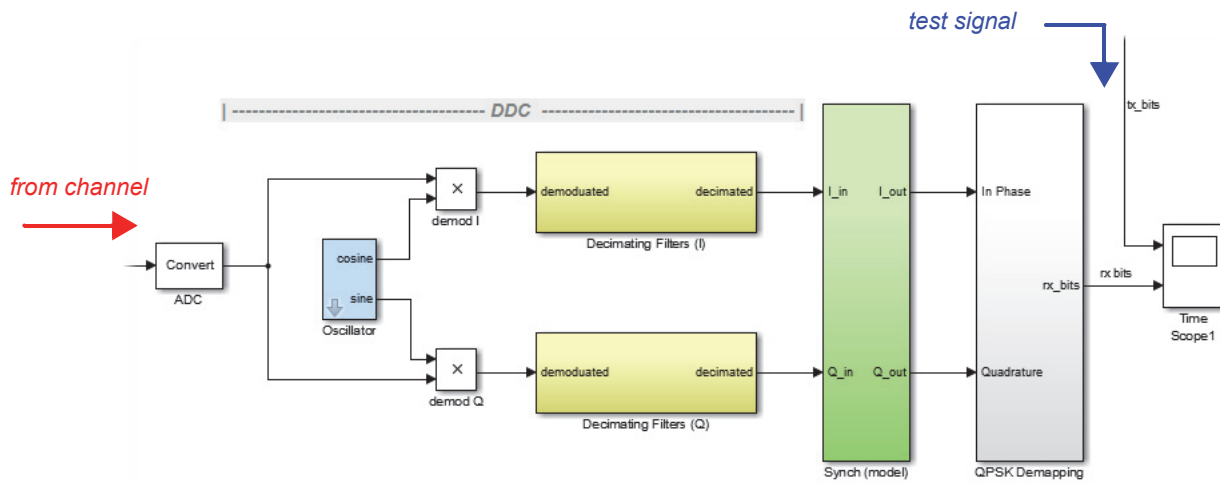 test signal
tx_bits
| -------------------------------------- DDC -------------------------------------- |
from channel
Convert
ADC
cosine
sine
Oscillator
×
demod I
demoduated decimated
Decimating Filters (I)
×
demod Q
demoduated decimated
Decimating Filters (Q)
I_in I_out
Q_in Q_out
Synch (model)
In Phase
rx_bits
Quadrature
QPSK Demapping
rx bits
Time
Scope1